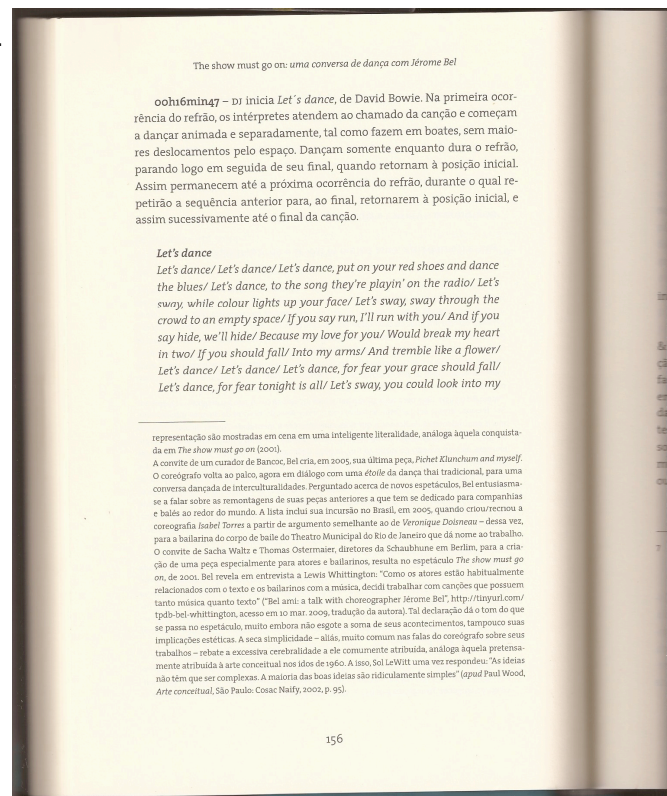 The show must go on: uma conversa de dança com Jérome Bel
00h16min47 – DJ inicia Let´s dance, de David Bowie. Na primeira ocor-
rência do refrão, os intérpretes atendem ao chamado da canção e começam
a dançar animada e separadamente, tal como fazem em boates, sem maio-
res deslocamentos pelo espaço. Dançam somente enquanto dura o refrão,
parando logo em seguida de seu final, quando retornam à posição inicial.
Assim permanecem até a próxima ocorrência do refrão, durante o qual re-
petirão a sequência anterior para, ao final, retornarem à posição inicial, e
assim sucessivamente até o final da canção.
Let's dance
Let's dance/ Let's dance/ Let's dance, put on your red shoes and dance
the blues/ Let's dance, to the song they're playin' on the radio/ Let's
sway, while colour lights up your face/ Let's sway, sway through the
crowd to an empty space/ If you say run, I'll run with you/ And if you
say hide, we'll hide/ Because my love for you/ Would break my heart
in two/ If you should fall/ Into my arms/ And tremble like a flower/
Let's dance/ Let's dance/ Let's dance, for fear your grace should fall/
Let's dance, for fear tonight is all/ Let's sway, you could look into my
representação são mostradas em cena em uma inteligente literalidade, análoga àquela conquista-
da em The show must go on (2001).
A convite de um curador de Bancoc, Bel cria, em 2005, sua última peça, Pichet Klunchum and myself.
O coreógrafo volta ao palco, agora em diálogo com uma étoile da dança thai tradicional, para uma
conversa dançada de interculturalidades. Perguntado acerca de novos espetáculos, Bel entusiasma-
se a falar sobre as remontagens de suas peças anteriores a que tem se dedicado para companhias
e balés ao redor do mundo. A lista inclui sua incursão no Brasil, em 2005, quando criou/recriou a
coreografia Isabel Torres a partir de argumento semelhante ao de Veronique Doisneau – dessa vez,
para a bailarina do corpo de baile do Theatro Municipal do Rio de Janeiro que dá nome ao trabalho.
O convite de Sacha Waltz e Thomas Ostermaier, diretores da Schaubhune em Berlim, para a cria-
ção de uma peça especialmente para atores e bailarinos, resulta no espetáculo The show must go
on, de 2001. Bel revela em entrevista a Lewis Whittington: "Como os atores estão habitualmente
relacionados com o texto e os bailarinos com a música, decidi trabalhar com canções que possuem
tanto música quanto texto" ("Bel ami: a talk with choreographer Jérome Bel", http://tinyurl.com/
tpdb-bel-whittington, acesso em 10 mar. 2009, tradução da autora). Tal declaração dá o tom do que
se passa no espetáculo, muito embora não esgote a soma de seus acontecimentos, tampouco suas
implicações estéticas. A seca simplicidade – aliás, muito comum nas falas do coreógrafo sobre seus
trabalhos – rebate a excessiva cerebralidade a ele comumente atribuída, análoga àquela pretensa-
mente atribuída à arte conceitual nos idos de 1960. A isso, Sol LeWitt uma vez respondeu: "As ideias
não têm que ser complexas. A maioria das boas ideias são ridiculamente simples" (apud Paul Wood,
Arte conceitual, São Paulo: Cosac Naify, 2002, p. 95).
156